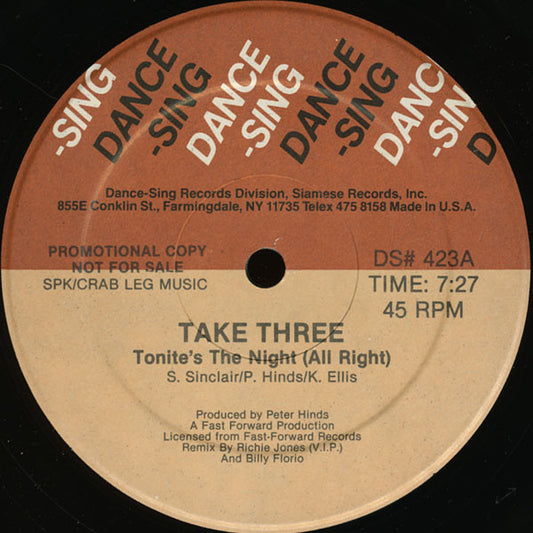 -SING
DANCE
-SING
DANCE
-SING
DANCE
-SING
DANCE
-SING
D
Dance-Sing Records Division, Siamese Records, Inc.
855E Conklin St., Farmingdale, NY 11735 Telex 475 8158 Made In U.S.A.
PROMOTIONAL COPY
NOT FOR SALE
SPK/CRAB LEG MUSIC
DS# 423A
TIME: 7:27
45 RPM
TAKE THREE
Tonite's The Night (All Right)
S. Sinclair/P. Hinds/K. Ellis
Produced by Peter Hinds
A Fast Forward Production
Licensed from Fast-Forward Records
Remix By Richie Jones (V.I.P.)
And Billy Florio